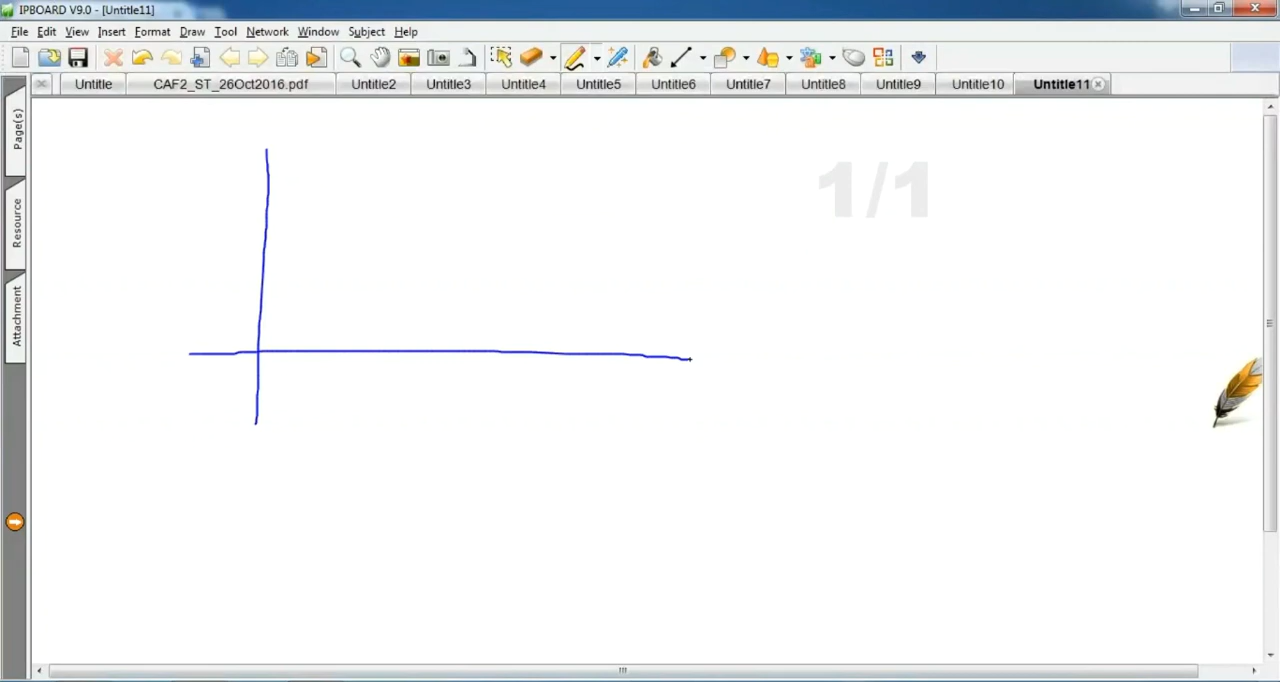 IPBOARD V9.0 - [Untitle11]
File Edit View Insert Format Draw Tool Network Window Subject Help
Untitle CAF2_ST_26Oct2016.pdf Untitle2 Untitle3 Untitle4 Untitle5 Untitle6 Untitle7 Untitle8 Untitle9 Untitle10 Untitle11
Page(s)
Resource
Attachment
1/1